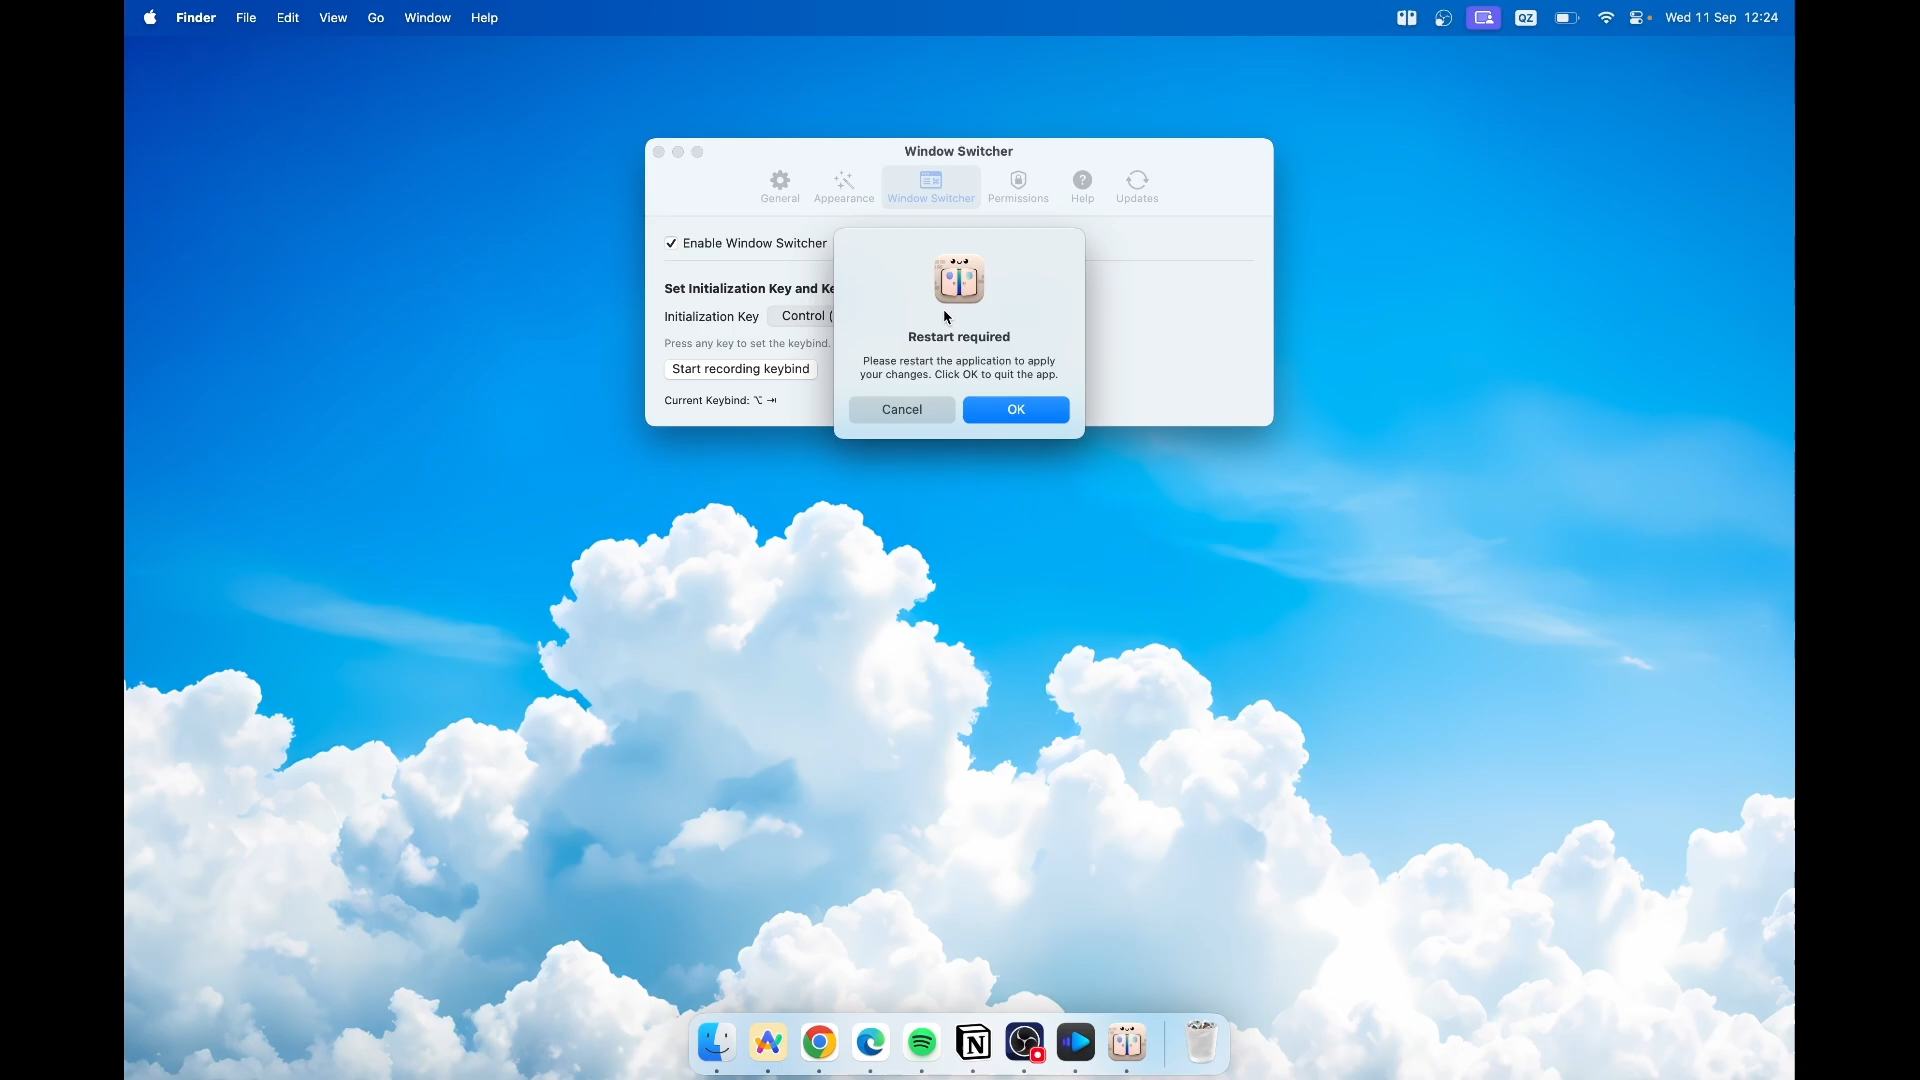 Finder File Edit View Go Window Help QZ Wed 11 Sep 12:24
Window Switcher
General Appearance Window Switcher Permissions Help Updates
Enable Window Switcher
Set Initialization Key and Ke
Initialization Key Control (
Press any key to set the keybind.
Start recording keybind
Current Keybind: ⌥ ⇥
Restart required
Please restart the application to apply
your changes. Click OK to quit the app.
Cancel OK